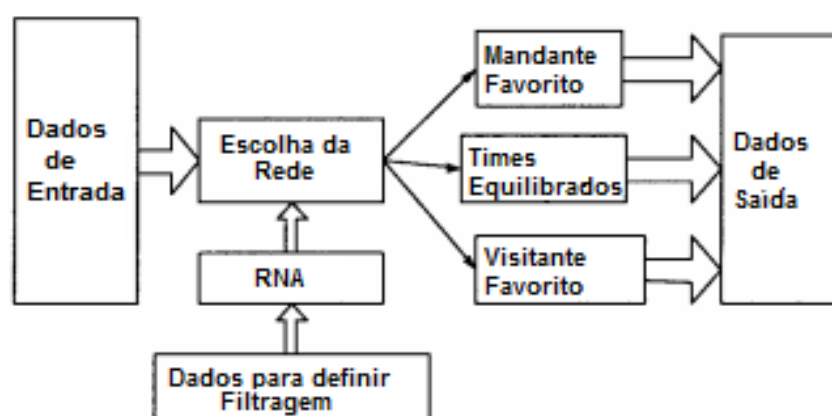 Dados
de
Entrada
Escolha da
Rede
RNA
Dados para definir
Filtragem
Mandante
Favorito
Times
Equilibrados
Visitante
Favorito
Dados
de
Saída